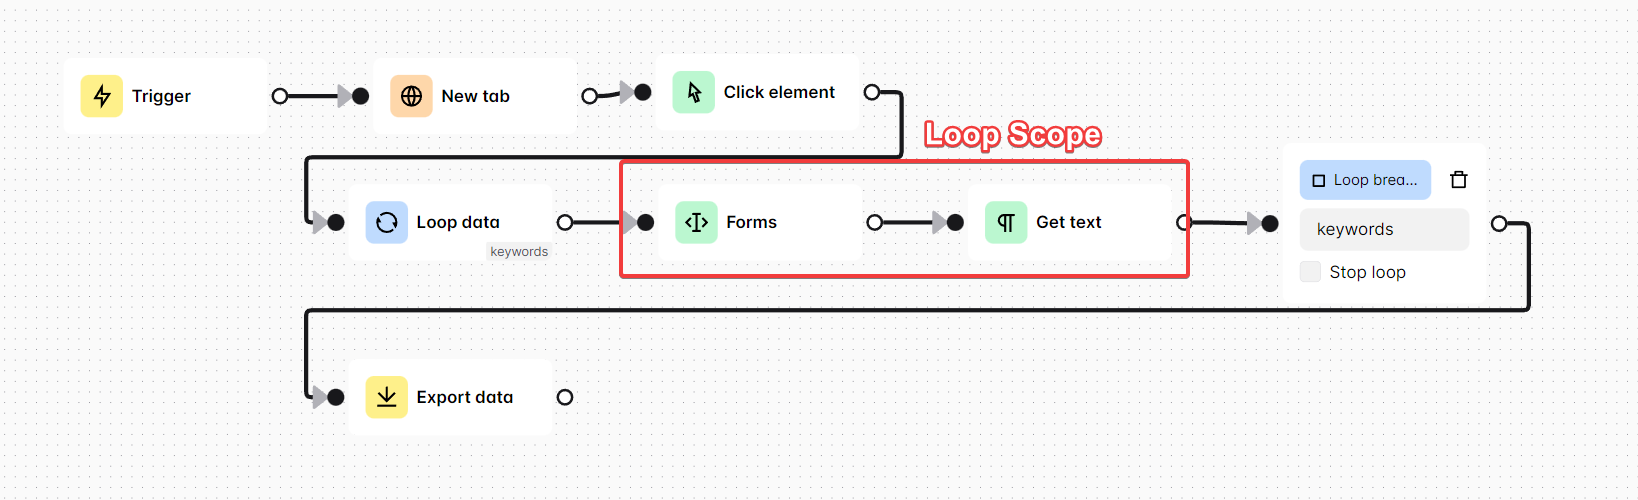 Trigger
New tab
Click element
Loop Scope
Loop data
keywords
Forms
Get text
Loop brea...
keywords
Stop loop
Export data